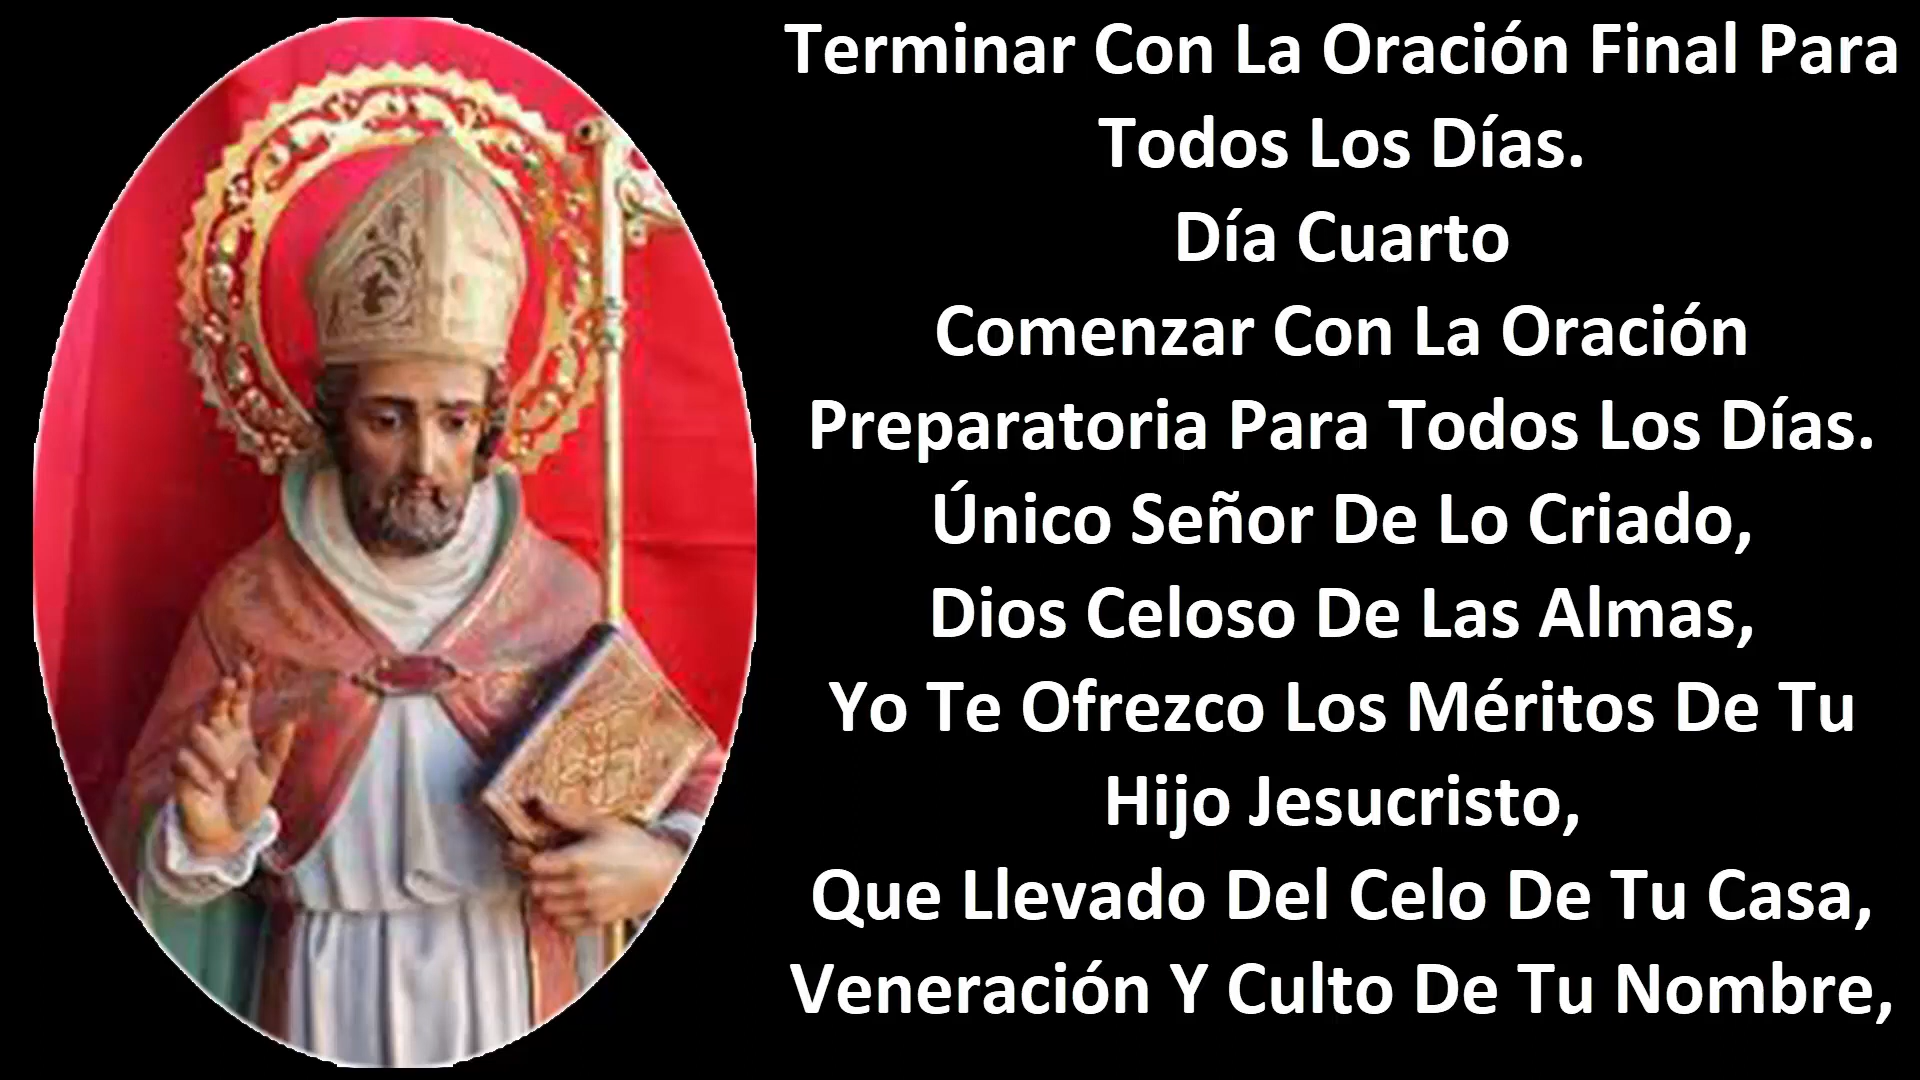 Terminar Con La Oración Final Para
Todos Los Días.
Día Cuarto
Comenzar Con La Oración
Preparatoria Para Todos Los Días.
Único Señor De Lo Criado,
Dios Celoso De Las Almas,
Yo Te Ofrezco Los Méritos De Tu
Hijo Jesucristo,
Que Llevado Del Celo De Tu Casa,
Veneración Y Culto De Tu Nombre,